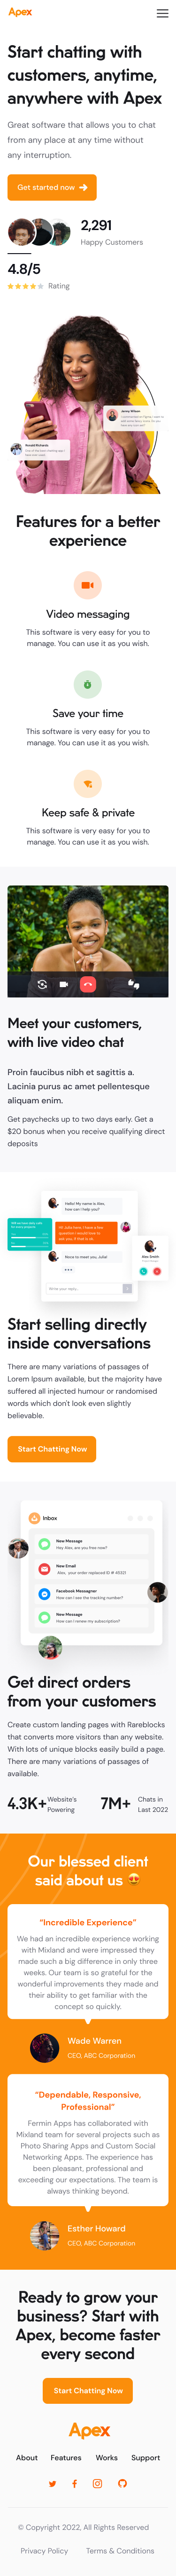 Apex
Start chatting with
customers, anytime,
anywhere with Apex
Great software that allows you to chat
from any place at any time without
any interruption.
Get started now
2,291
Happy Customers
4.8/5
Rating
Jenny Wilson
Ronald Richards
Features for a better
experience
Video messaging
This software is very easy for you to
manage. You can use it as you wish.
Save your time
This software is very easy for you to
manage. You can use it as you wish.
Keep safe & private
This software is very easy for you to
manage. You can use it as you wish.
Meet your customers,
with live video chat
Proin faucibus nibh et sagittis a.
Lacinia purus ac amet pellentesque
aliquam enim.
Get paychecks up to two days early. Get a
$20 bonus when you receive qualifying direct
deposits
Hello! My name is Alex,
how can I help you?
Nice to meet you, Julie!
Alex Smith
Write your reply...
Start selling directly
inside conversations
There are many variations of passages of
Lorem Ipsum available, but the majority have
suffered all injected humour or randomised
words which don't look even slightly
believable.
Start Chatting Now
Inbox
New Message
Hey Alex, are you free now?
New Email
Alex, your order reported ID # 45321
Facebook Messagner
How can I see the tracking number?
New Message
How can I renew my subscription?
Get direct orders
from your customers
Create custom landing pages with Rareblocks
that converts more visitors than any website.
With lots of unique blocks easily build a page.
There are many variations of passages of
available.
4.3K+ Website's
Powering
7M+ Chats in
Last 2022
Our blessed client
said about us 😍
“Incredible Experience”
We had an incredible experience working
with Mixland and were impressed they
made such a big difference in only three
weeks. Our team is so grateful for the
wonderful improvements they made and
their ability to get familiar with the
concept so quickly.
Wade Warren
CEO, ABC Corporation
“Dependable, Responsive,
Professional”
Fermin Apps has collaborated with
Mixland team for several projects such as
Photo Sharing Apps and Custom Social
Networking Apps. The experience has
been pleasant, professional and
exceeding our expectations. The team is
always thinking beyond.
Esther Howard
CEO, ABC Corporation
Ready to grow your
business? Start with
Apex, become faster
every second
Start Chatting Now
Apex
About Features Works Support
© Copyright 2022, All Rights Reserved
Privacy Policy Terms & Conditions